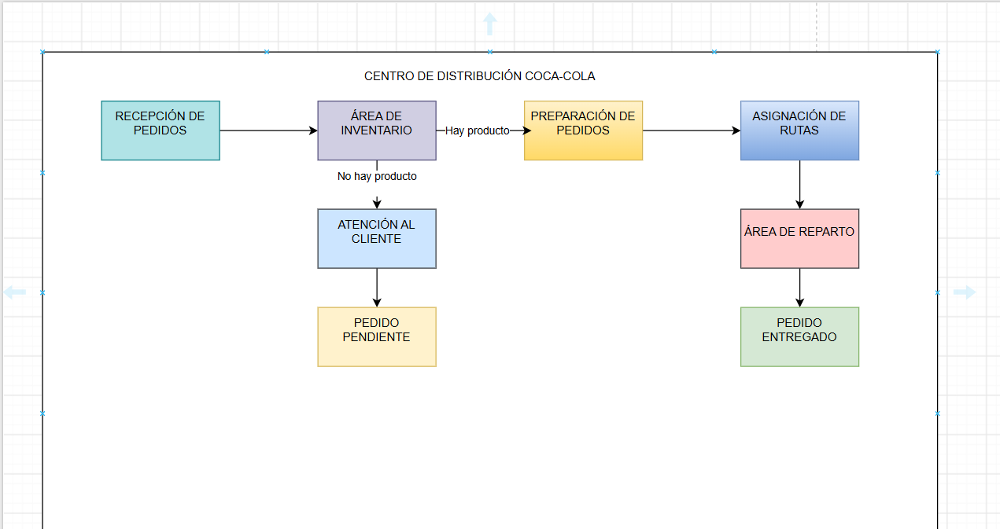 CENTRO DE DISTRIBUCIÓN COCA-COLA
RECEPCIÓN DE
PEDIDOS
ÁREA DE
INVENTARIO
Hay producto
PREPARACIÓN DE
PEDIDOS
ASIGNACIÓN DE
RUTAS
No hay producto
ATENCIÓN AL
CLIENTE
ÁREA DE REPARTO
PEDIDO
PENDIENTE
PEDIDO
ENTREGADO